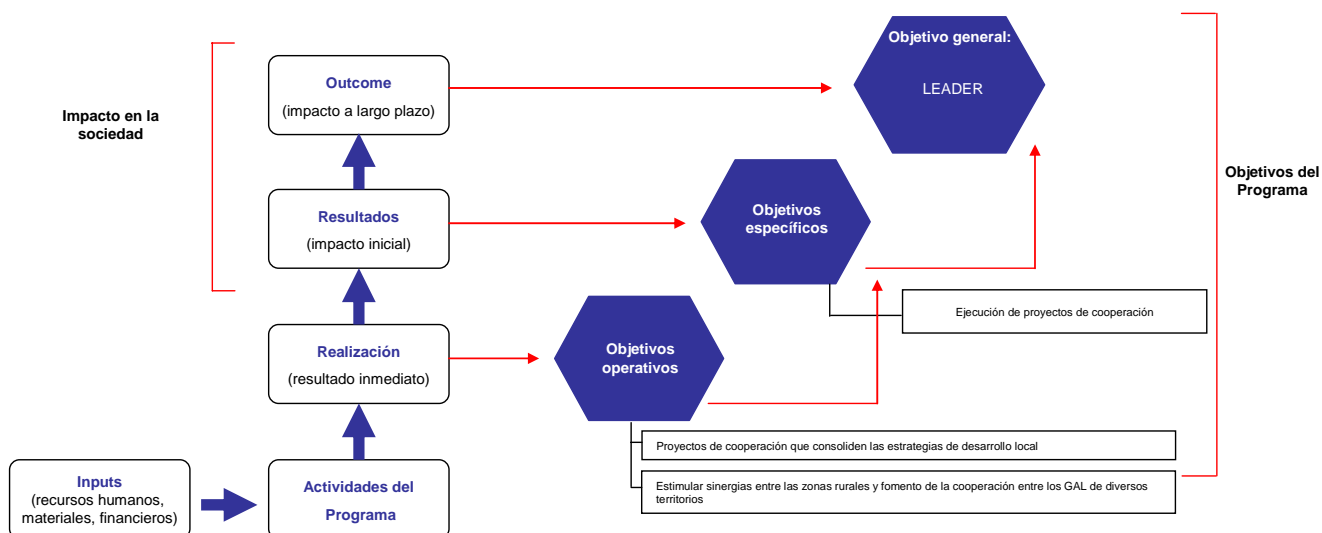 Objetivo general:
LEADER
Outcome
(impacto a largo plazo)
Impacto en la
sociedad
Objetivos del
Programa
Resultados
(impacto inicial)
Objetivos
específicos
Ejecución de proyectos de cooperación
Realización
(resultado inmediato)
Objetivos
operativos
Proyectos de cooperación que consoliden las estrategias de desarrollo local
Estimular sinergias entre las zonas rurales y fomento de la cooperación entre los GAL de diversos
territorios
Inputs
(recursos humanos,
materiales, financieros)
Actividades del
Programa